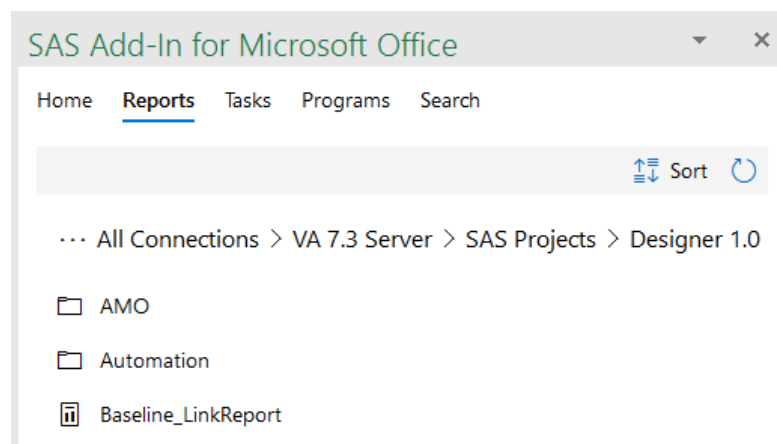 SAS Add-In for Microsoft Office
Home Reports Tasks Programs Search
Sort
··· All Connections > VA 7.3 Server > SAS Projects > Designer 1.0
AMO
Automation
Baseline_LinkReport